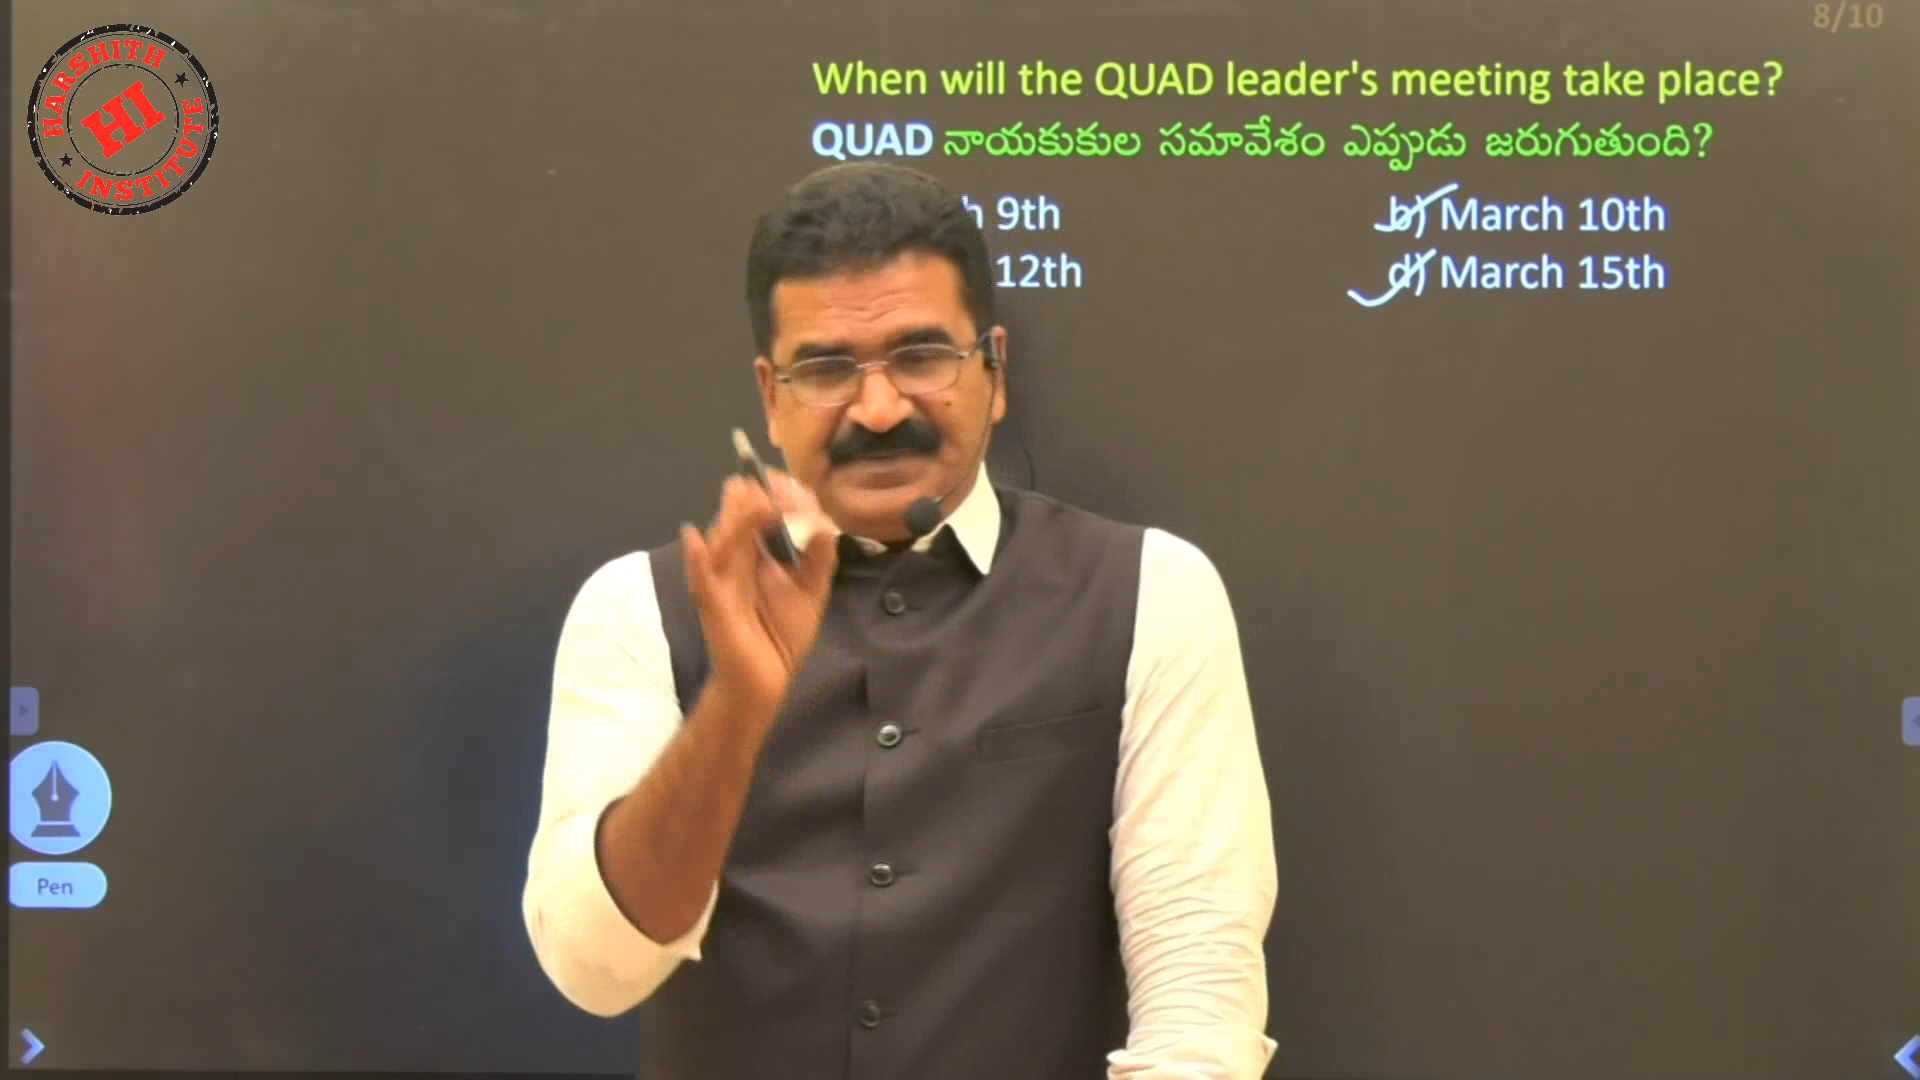 8/10
HARSHITH
HI
INSTITUTE
When will the QUAD leader's meeting take place?
QUAD నాయకుకుల సమావేశం ఎప్పుడు జరుగుతుంది?
h 9th b) March 10th
12th d) March 15th
Pen